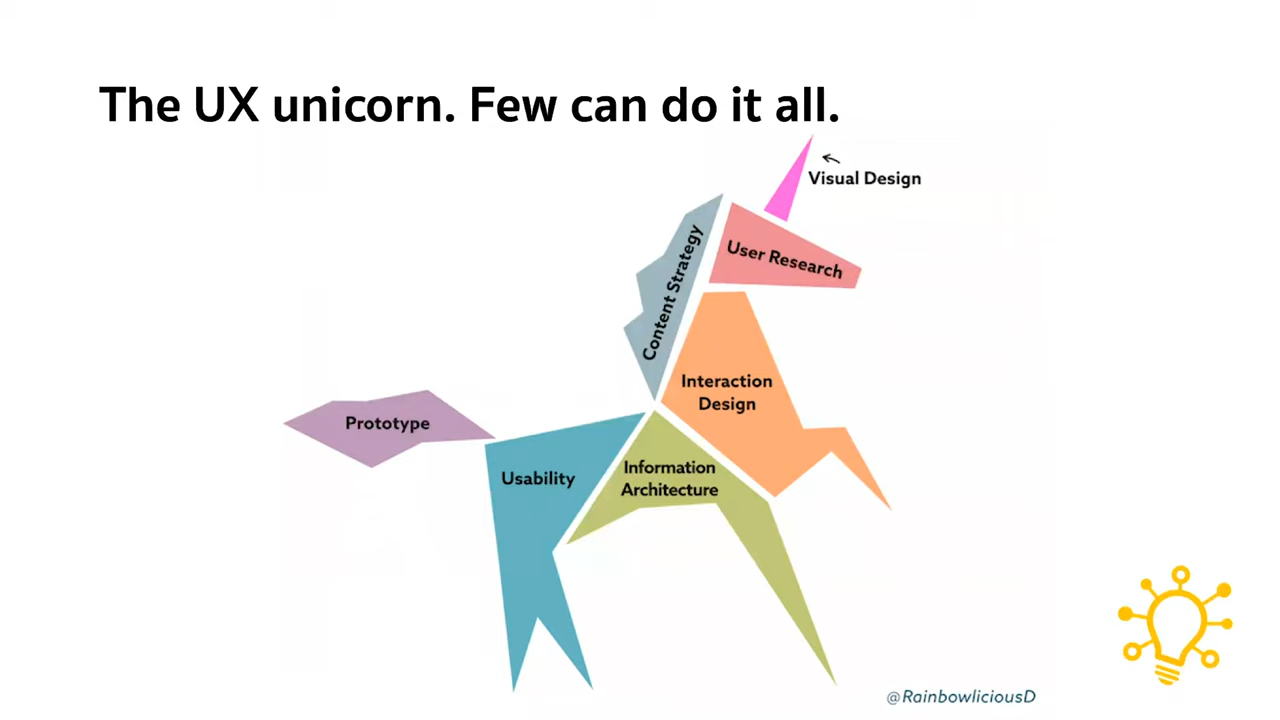 The UX unicorn. Few can do it all.
Visual Design
User Research
Content Strategy
Interaction
Design
Prototype
Usability
Information
Architecture
@RainbowliciousD